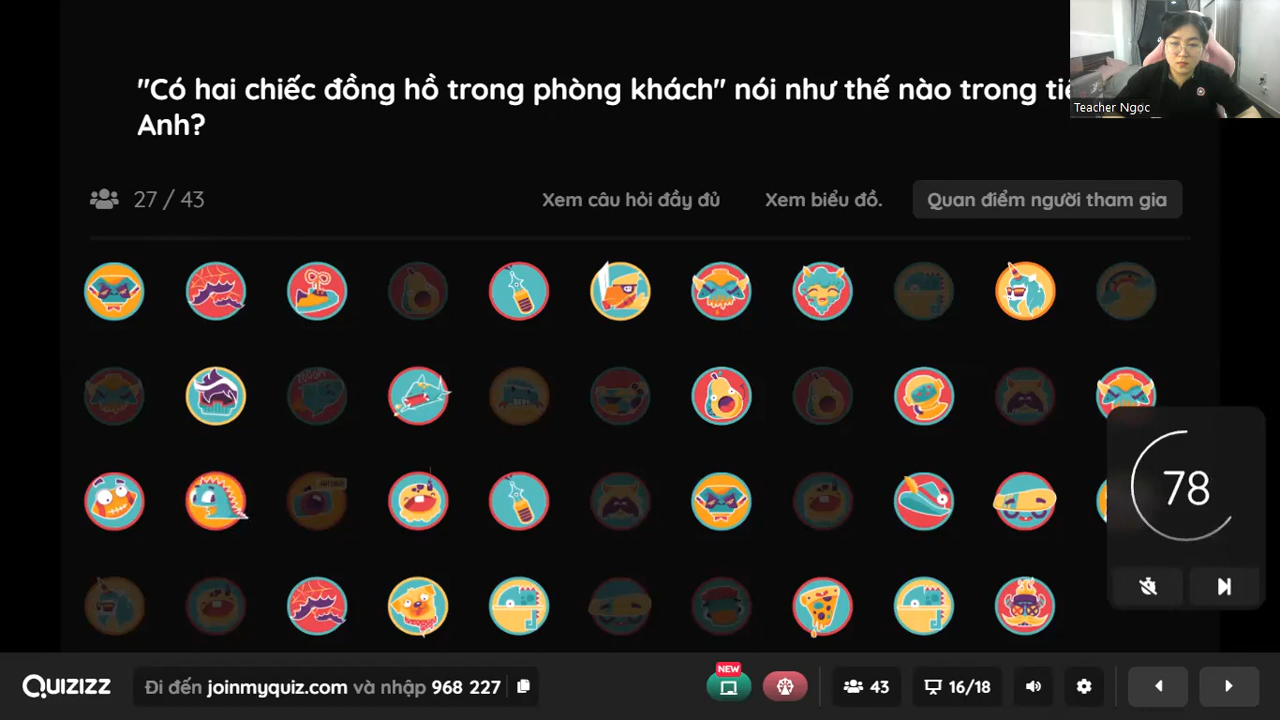 "Có hai chiếc đồng hồ trong phòng khách" nói như thế nào trong
Anh?
Teacher Ngọc
27 / 43
Xem câu hỏi đầy đủ
Xem biểu đồ.
Quan điểm người tham gia
78
QUIZIZZ
Đi đến joinmyquiz.com và nhập 968 227
NEW
43
16/18